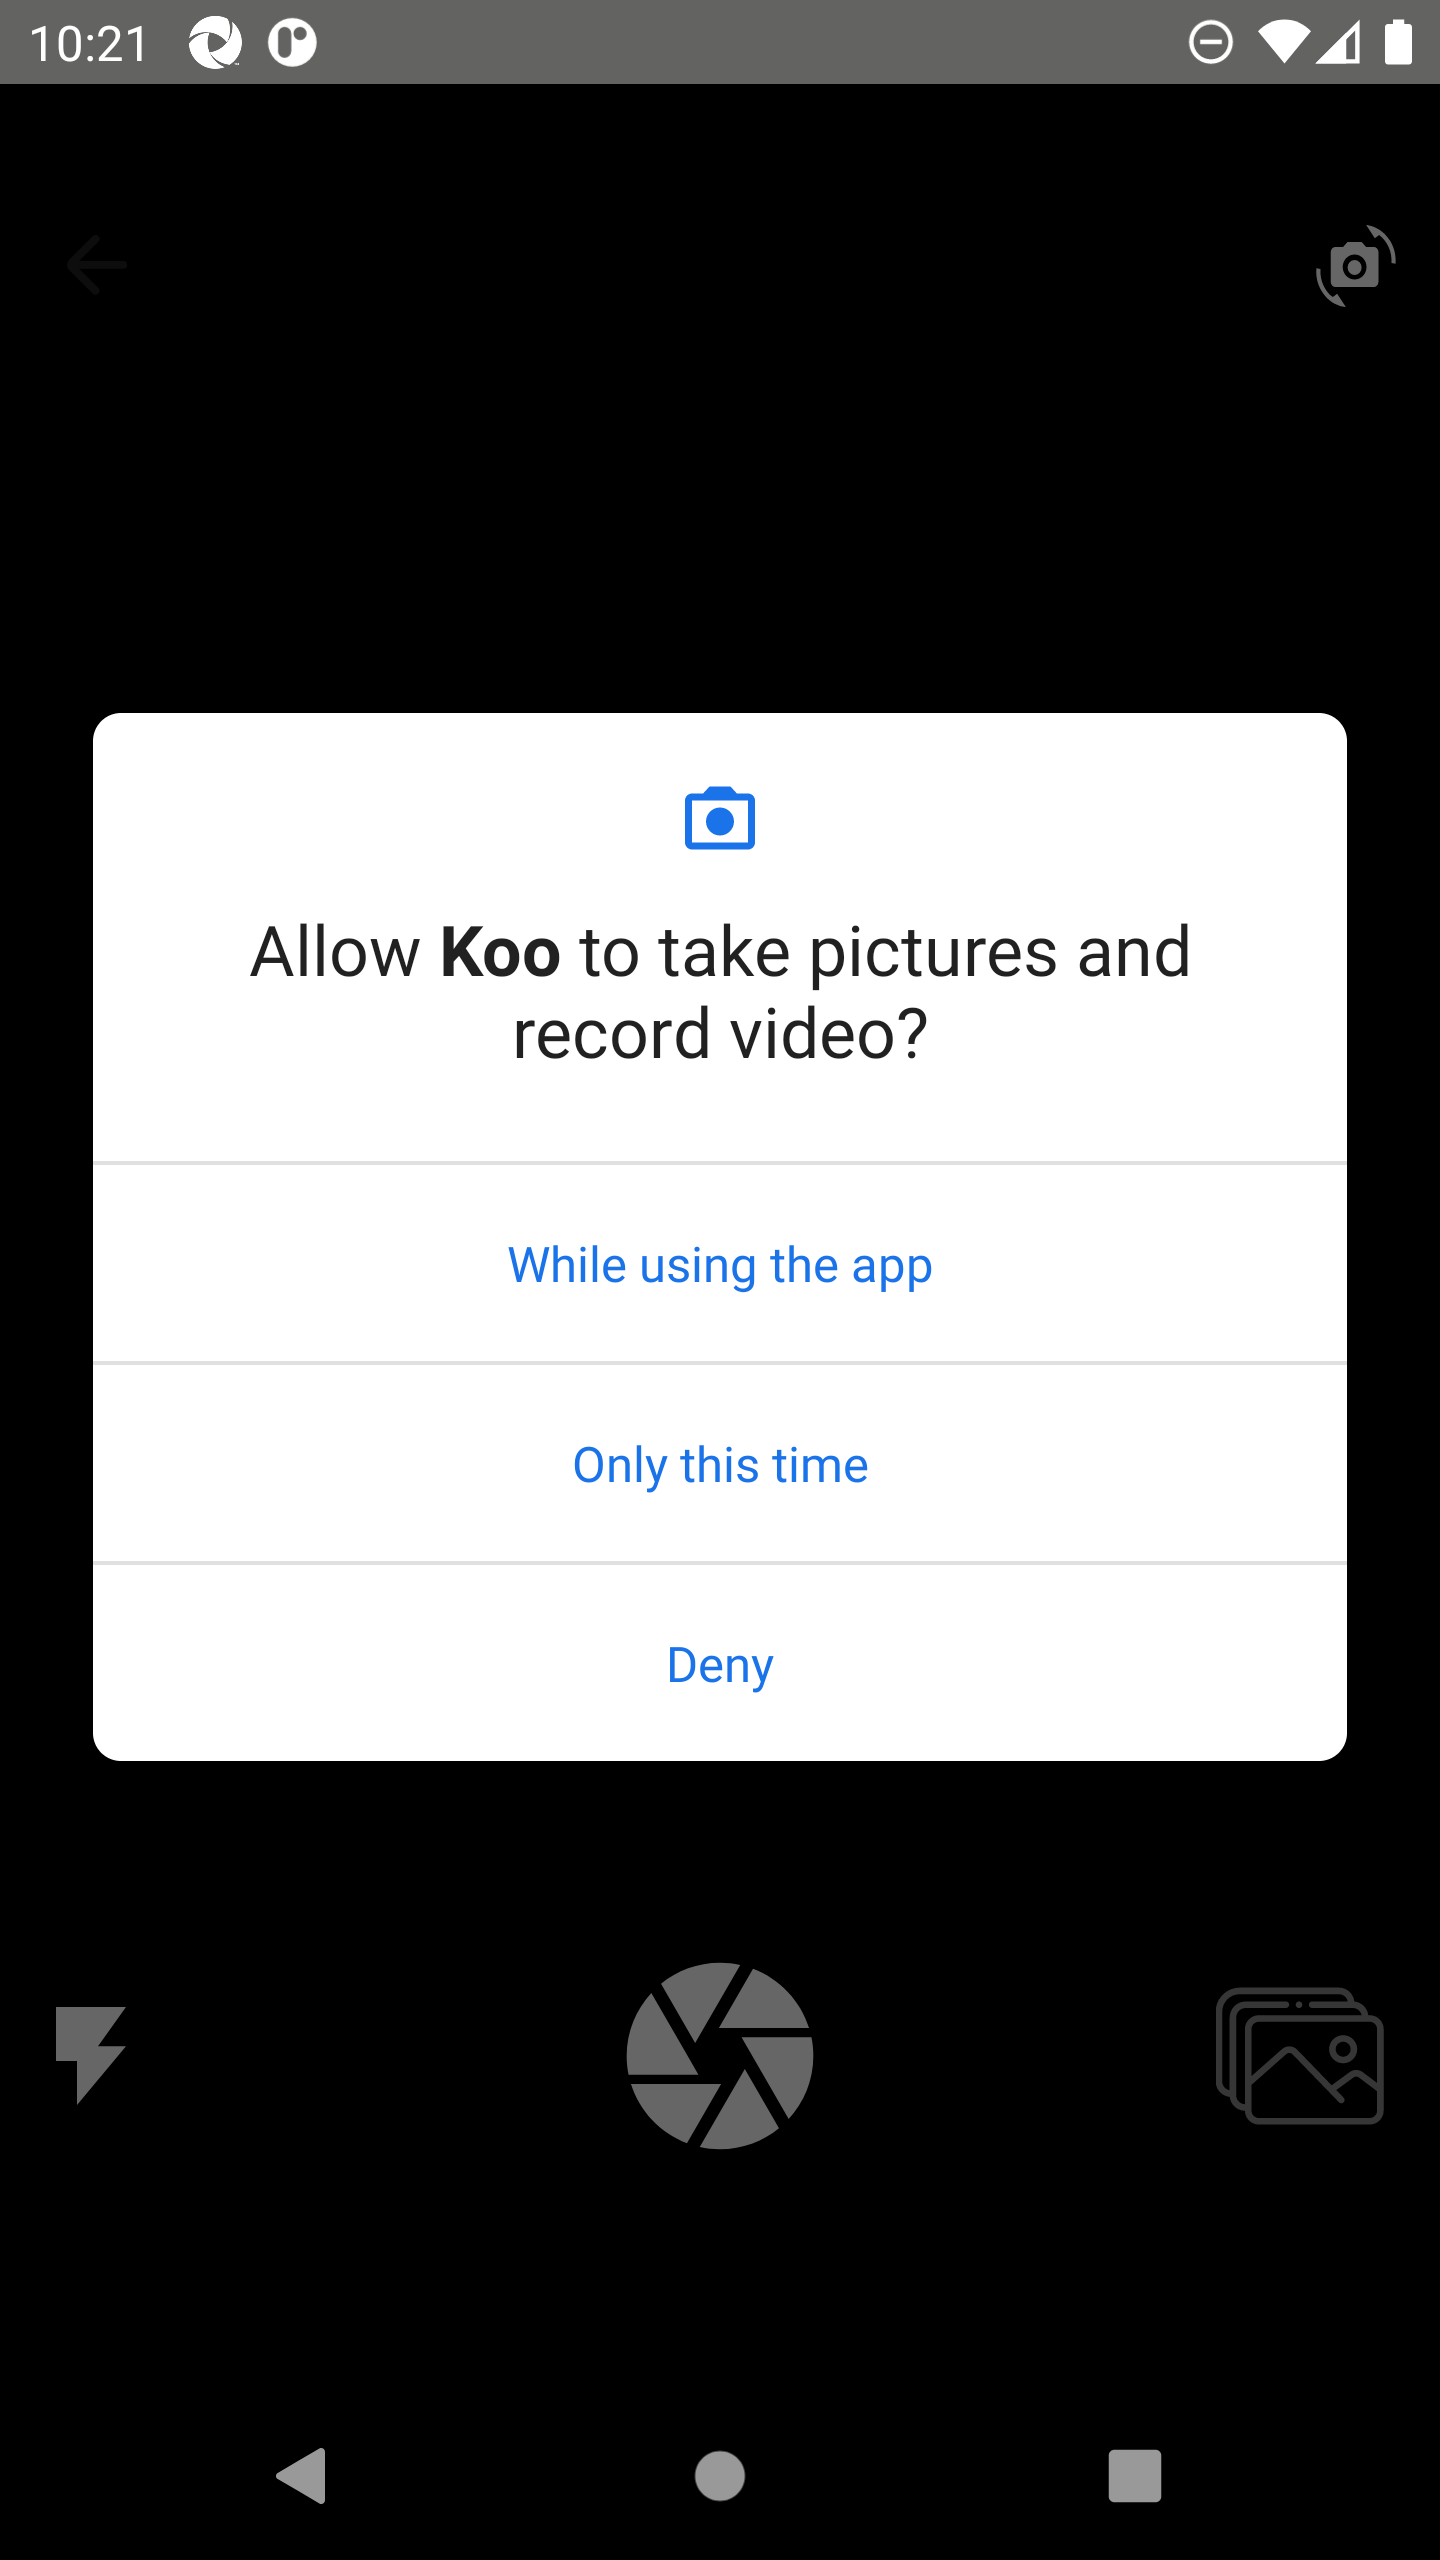 10:21
Allow Koo to take pictures and
record video?
While using the app
Only this time
Deny